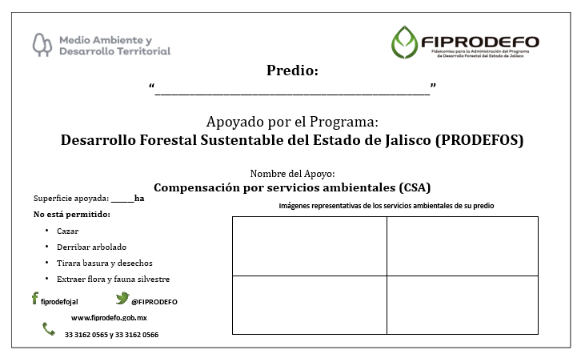 Medio Ambiente y
Desarrollo Territorial
FIPRODEFO
Fideicomiso para la Administración del Programa
de Desarrollo Forestal del Estado de Jalisco
Predio:
“____________________________________________”
Apoyado por el Programa:
Desarrollo Forestal Sustentable del Estado de Jalisco (PRODEFOS)
Nombre del Apoyo:
Compensación por servicios ambientales (CSA)
Superficie apoyada: ______ha
No está permitido:
• Cazar
• Derribar arbolado
• Tirara basura y desechos
• Extraer flora y fauna silvestre
Imágenes representativas de los servicios ambientales de su predio
fiprodefojal @FIPRODEFO
www.fiprodefo.gob.mx
33 3162 0565 y 33 3162 0566